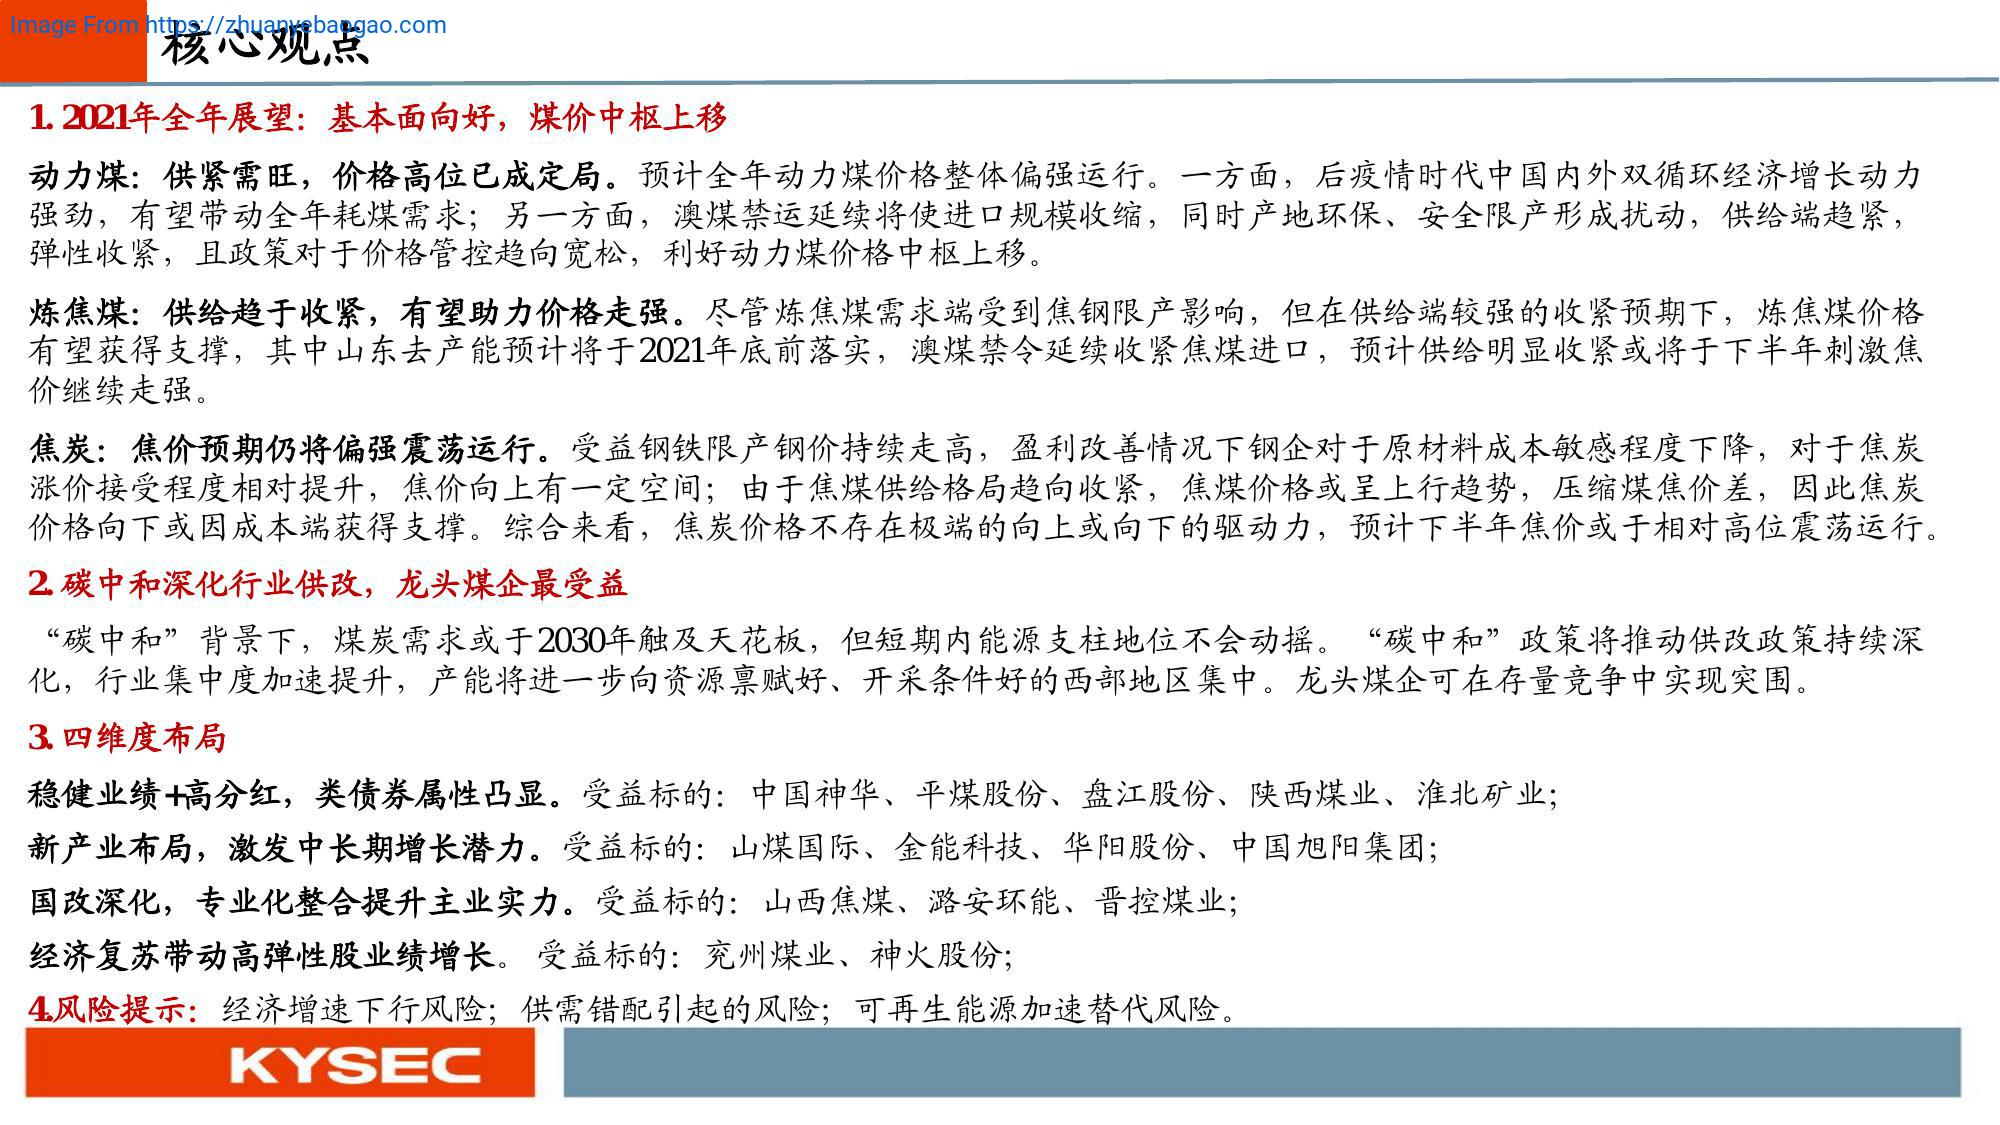 Image From https://zhuanyebaogao.com
核心观点
1. 2021年全年展望：基本面向好，煤价中枢上移
动力煤：供紧需旺，价格高位已成定局。预计全年动力煤价格整体偏强运行。一方面，后疫情时代中国内外双循环经济增长动力
强劲，有望带动全年耗煤需求；另一方面，澳煤禁运延续将使进口规模收缩，同时产地环保、安全限产形成扰动，供给端趋紧，
弹性收紧，且政策对于价格管控趋向宽松，利好动力煤价格中枢上移。
炼焦煤：供给趋于收紧，有望助力价格走强。尽管炼焦煤需求端受到焦钢限产影响，但在供给端较强的收紧预期下，炼焦煤价格
有望获得支撑，其中山东去产能预计将于2021年底前落实，澳煤禁令延续收紧焦煤进口，预计供给明显收紧或将于下半年刺激焦
价继续走强。
焦炭：焦价预期仍将偏强震荡运行。受益钢铁限产钢价持续走高，盈利改善情况下钢企对于原材料成本敏感程度下降，对于焦炭
涨价接受程度相对提升，焦价向上有一定空间；由于焦煤供给格局趋向收紧，焦煤价格或呈上行趋势，压缩煤焦价差，因此焦炭
价格向下或因成本端获得支撑。综合来看，焦炭价格不存在极端的向上或向下的驱动力，预计下半年焦价或于相对高位震荡运行。
2. 碳中和深化行业供改，龙头煤企最受益
“碳中和”背景下，煤炭需求或于2030年触及天花板，但短期内能源支柱地位不会动摇。“碳中和”政策将推动供改政策持续深
化，行业集中度加速提升，产能将进一步向资源禀赋好、开采条件好的西部地区集中。龙头煤企可在存量竞争中实现突围。
3. 四维度布局
稳健业绩+高分红，类债券属性凸显。受益标的：中国神华、平煤股份、盘江股份、陕西煤业、淮北矿业；
新产业布局，激发中长期增长潜力。受益标的：山煤国际、金能科技、华阳股份、中国旭阳集团；
国改深化，专业化整合提升主业实力。受益标的：山西焦煤、潞安环能、晋控煤业；
经济复苏带动高弹性股业绩增长。 受益标的：兖州煤业、神火股份；
4.风险提示：经济增速下行风险；供需错配引起的风险；可再生能源加速替代风险。
KYSEC